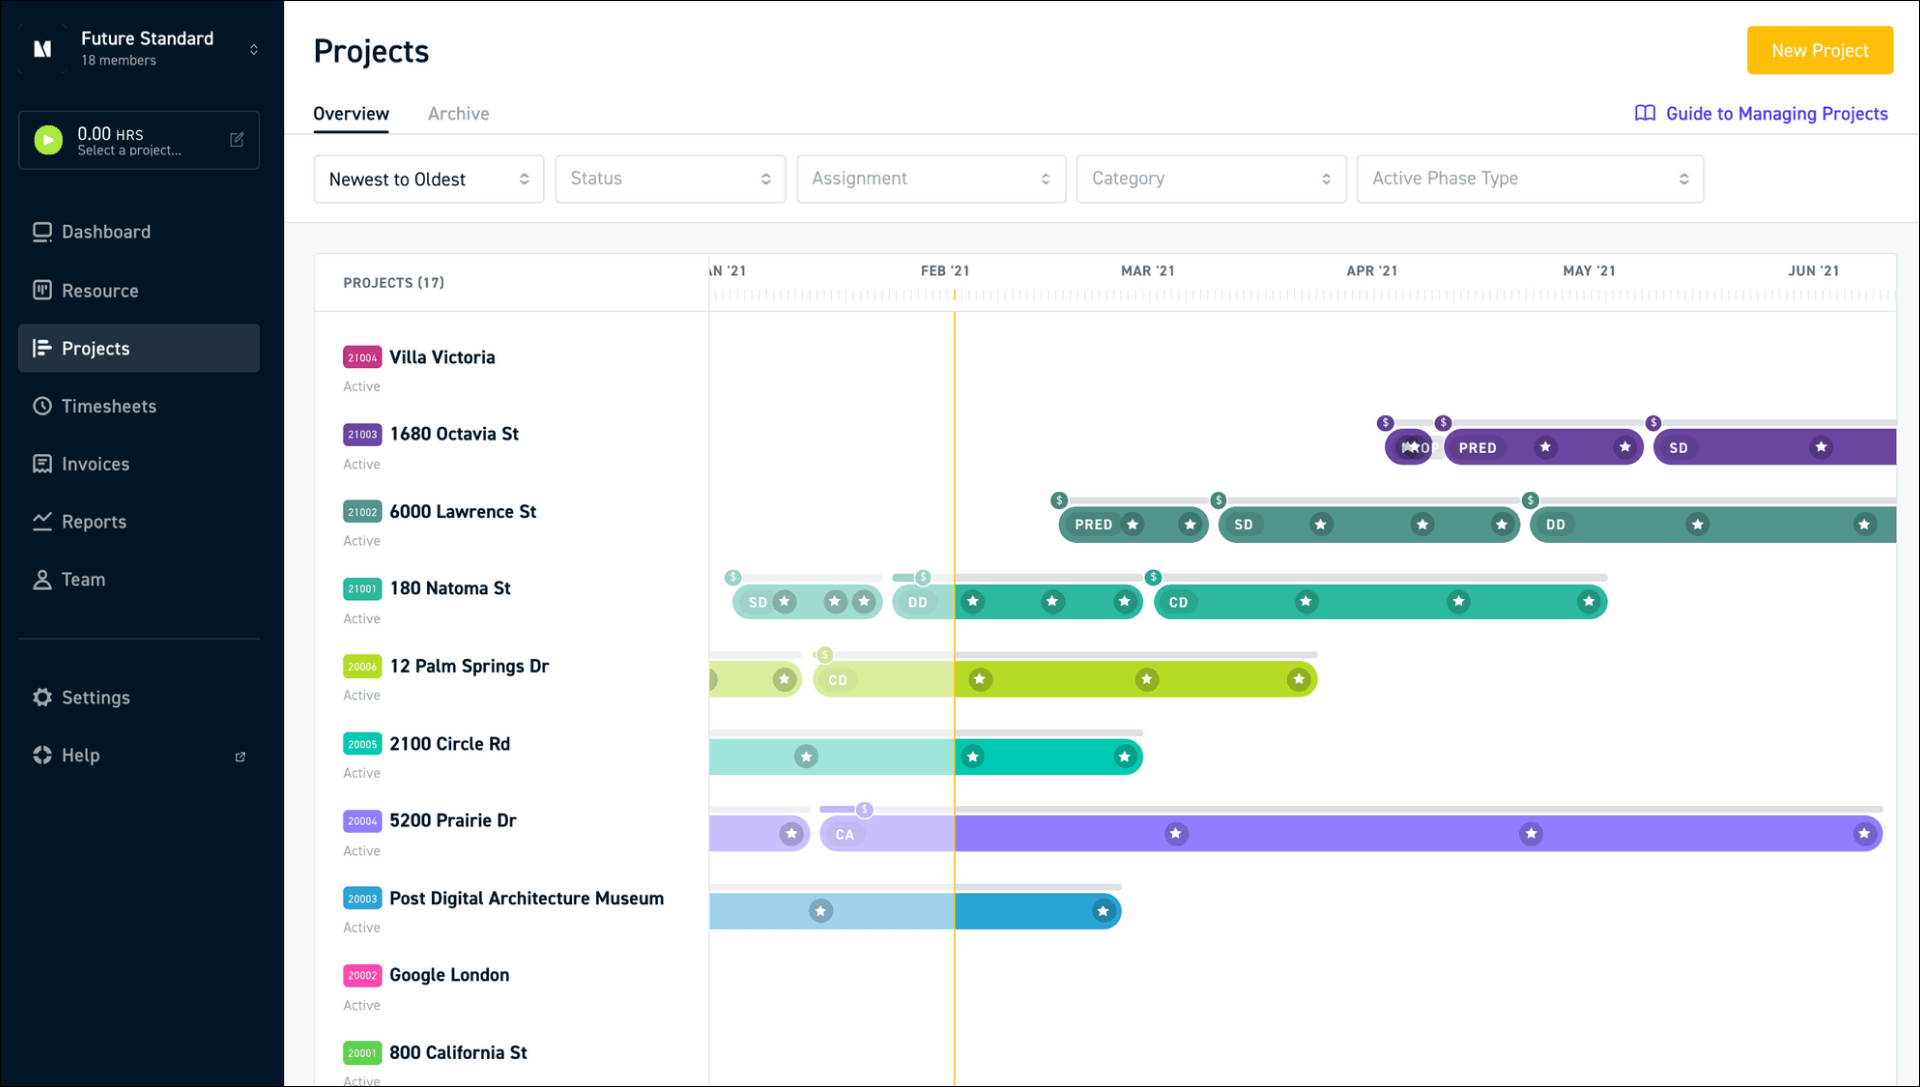 Future Standard
18 members
0.00 HRS
Select a project...
Dashboard
Resource
Projects
Timesheets
Invoices
Reports
Team
Settings
Help
Projects
New Project
Overview
Archive
Guide to Managing Projects
Newest to Oldest
Status
Assignment
Category
Active Phase Type
PROJECTS (17)
AN '21
FEB '21
MAR '21
APR '21
MAY '21
JUN '21
21004 Villa Victoria
Active
21003 1680 Octavia St
Active
$ $ $
PRED SD
21002 6000 Lawrence St
Active
$ $ $
PRED SD DD
21001 180 Natoma St
Active
$ $ $
SD DD CD
20006 12 Palm Springs Dr
Active
$
CD
20005 2100 Circle Rd
Active
20004 5200 Prairie Dr
Active
$
CA
20003 Post Digital Architecture Museum
Active
20002 Google London
Active
20001 800 California St
Active